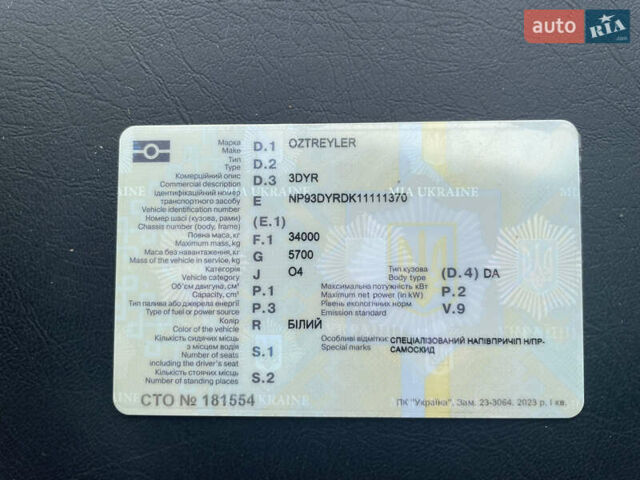 auto RIA.com
Марка
Make D.1 OZTREYLER
Тип
Type D.2
Комерційний опис
Commercial description D.3 3DYR
Ідентифікаційний номер
транспортного засобу
Vehicle identification number E NP93DYRDK11111370
Номер шасі (кузова, рами)
Chassis number (body, frame) (E.1)
Повна маса, кг
Maximum mass, kg F.1 34000
Маса без навантаження, кг
Mass of the vehicle in service, kg G 5700
Категорія
Vehicle category J O4
Тип кузова
Body type (D.4) DA
Об'єм двигуна, см³
Capacity, cm³ P.1
Максимальна потужність кВт
Maximum net power (in kW) P.2
Тип палива або джерела енергії
Type of fuel or power source P.3
Рівень екологічних норм
Emission standard V.9
Колір
Color of the vehicle R БІЛИЙ
Особливі відмітки:
Special marks СПЕЦІАЛІЗОВАНИЙ НАПІВПРИЧІП Н/ПР-
САМОСКИД
Кількість сидячих місць
з місцем водія
Number of seats
including the driver's seat S.1
Кількість стоячих місць
Number of standing places S.2
MIA UKRAINE
СТО № 181554
ПК "Україна". Зам. 23-3064. 2023 р. І кв.